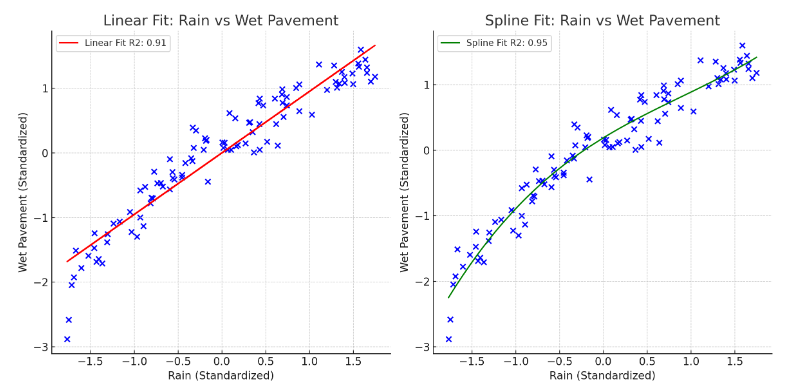 Linear Fit: Rain vs Wet Pavement
Linear Fit R2: 0.91
Wet Pavement (Standardized)
1
0
−1
−2
−3
−1.5 −1.0 −0.5 0.0 0.5 1.0 1.5
Rain (Standardized)
Spline Fit: Rain vs Wet Pavement
Spline Fit R2: 0.95
Wet Pavement (Standardized)
1
0
−1
−2
−3
−1.5 −1.0 −0.5 0.0 0.5 1.0 1.5
Rain (Standardized)